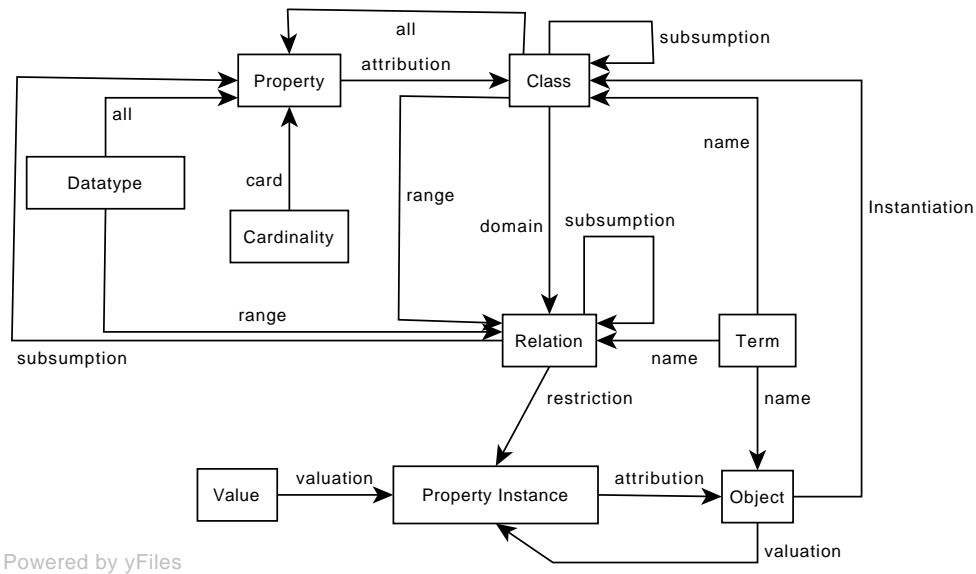 all
subsumption
Property
attribution
Class
all
name
Datatype
card
range
Instantiation
Cardinality
domain
subsumption
range
Relation
Term
subsumption
name
restriction
name
Value
valuation
Property Instance
attribution
Object
valuation
Powered by yFiles